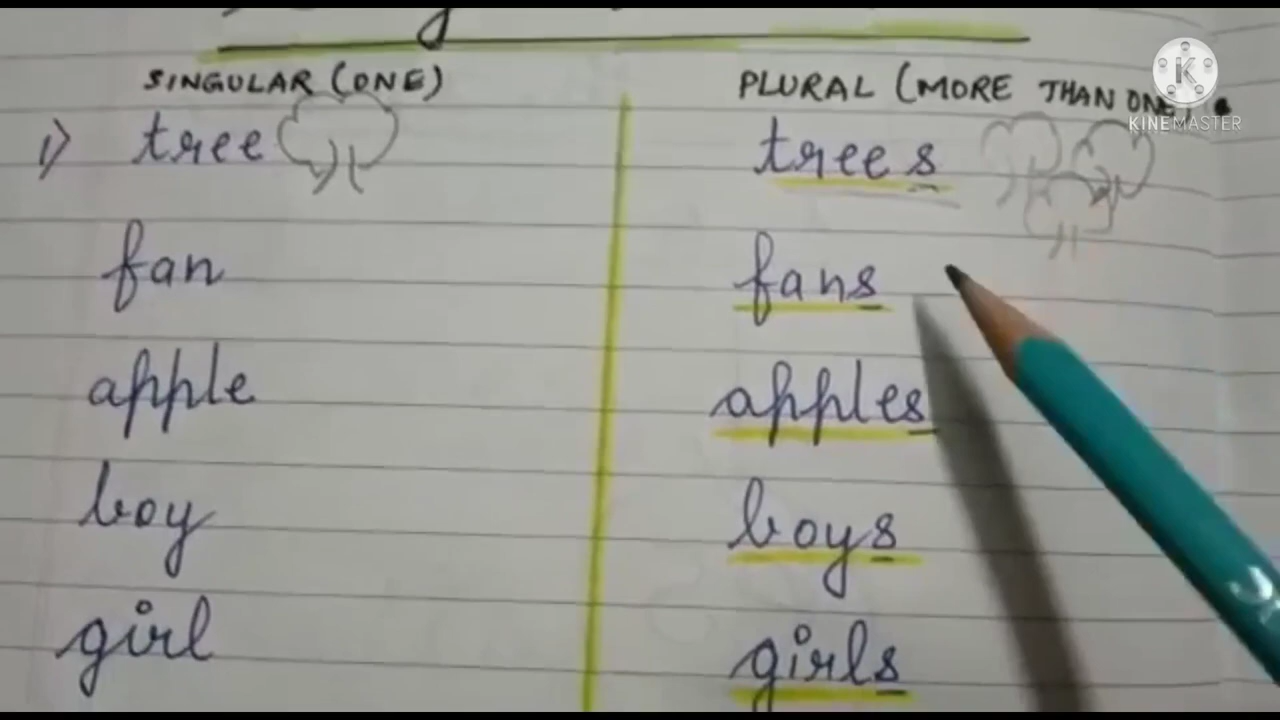 SINGULAR (ONE) PLURAL (MORE THAN ONE)
1) tree trees
fan fans
apple apples
boy boys
girl girls
K
KINEMASTER